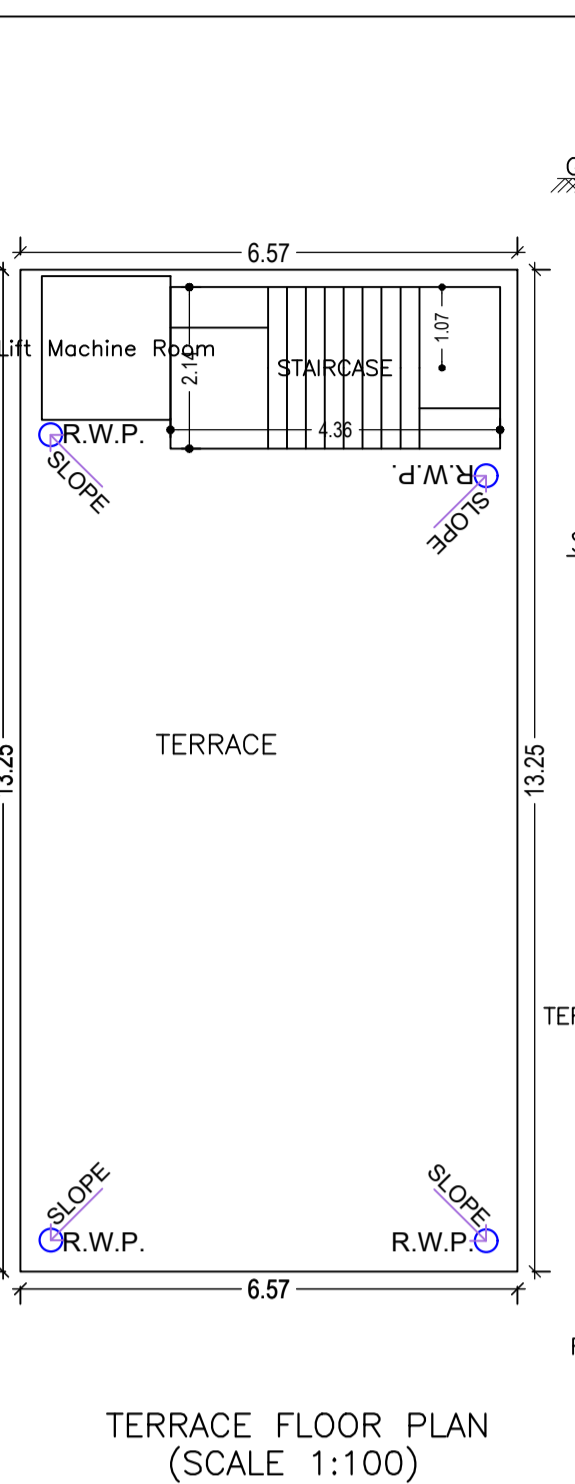 6.57
Lift Machine Room
2.14
STAIRCASE
1.07
4.36
R.W.P.
SLOPE
R.W.P.
SLOPE
TERRACE
13.25
13.25
TER
SLOPE
R.W.P.
SLOPE
R.W.P.
6.57
TERRACE FLOOR PLAN
(SCALE 1:100)